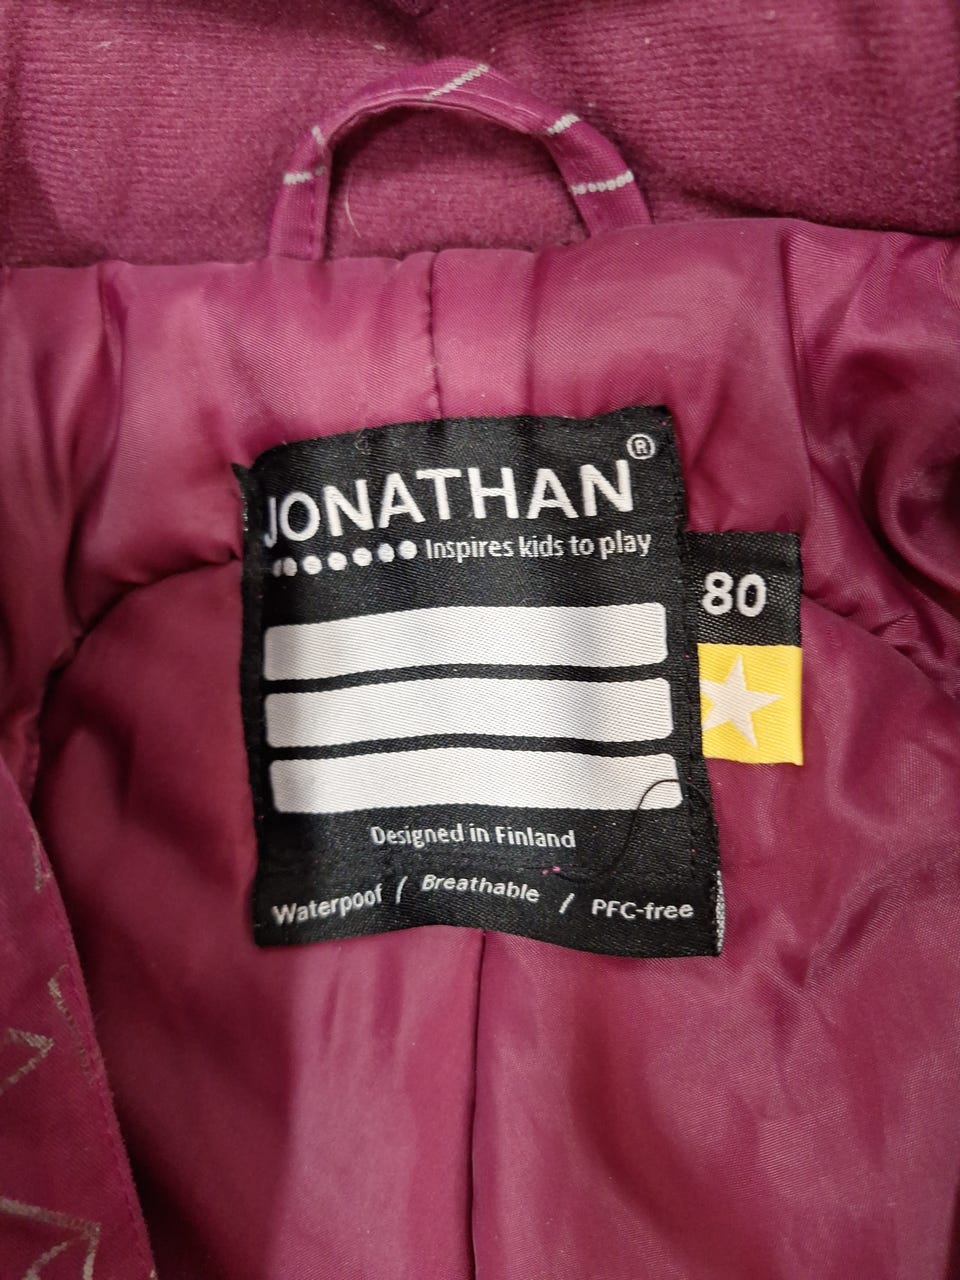 JONATHAN®
Inspires kids to play
80
Designed in Finland
Waterpoof / Breathable / PFC-free